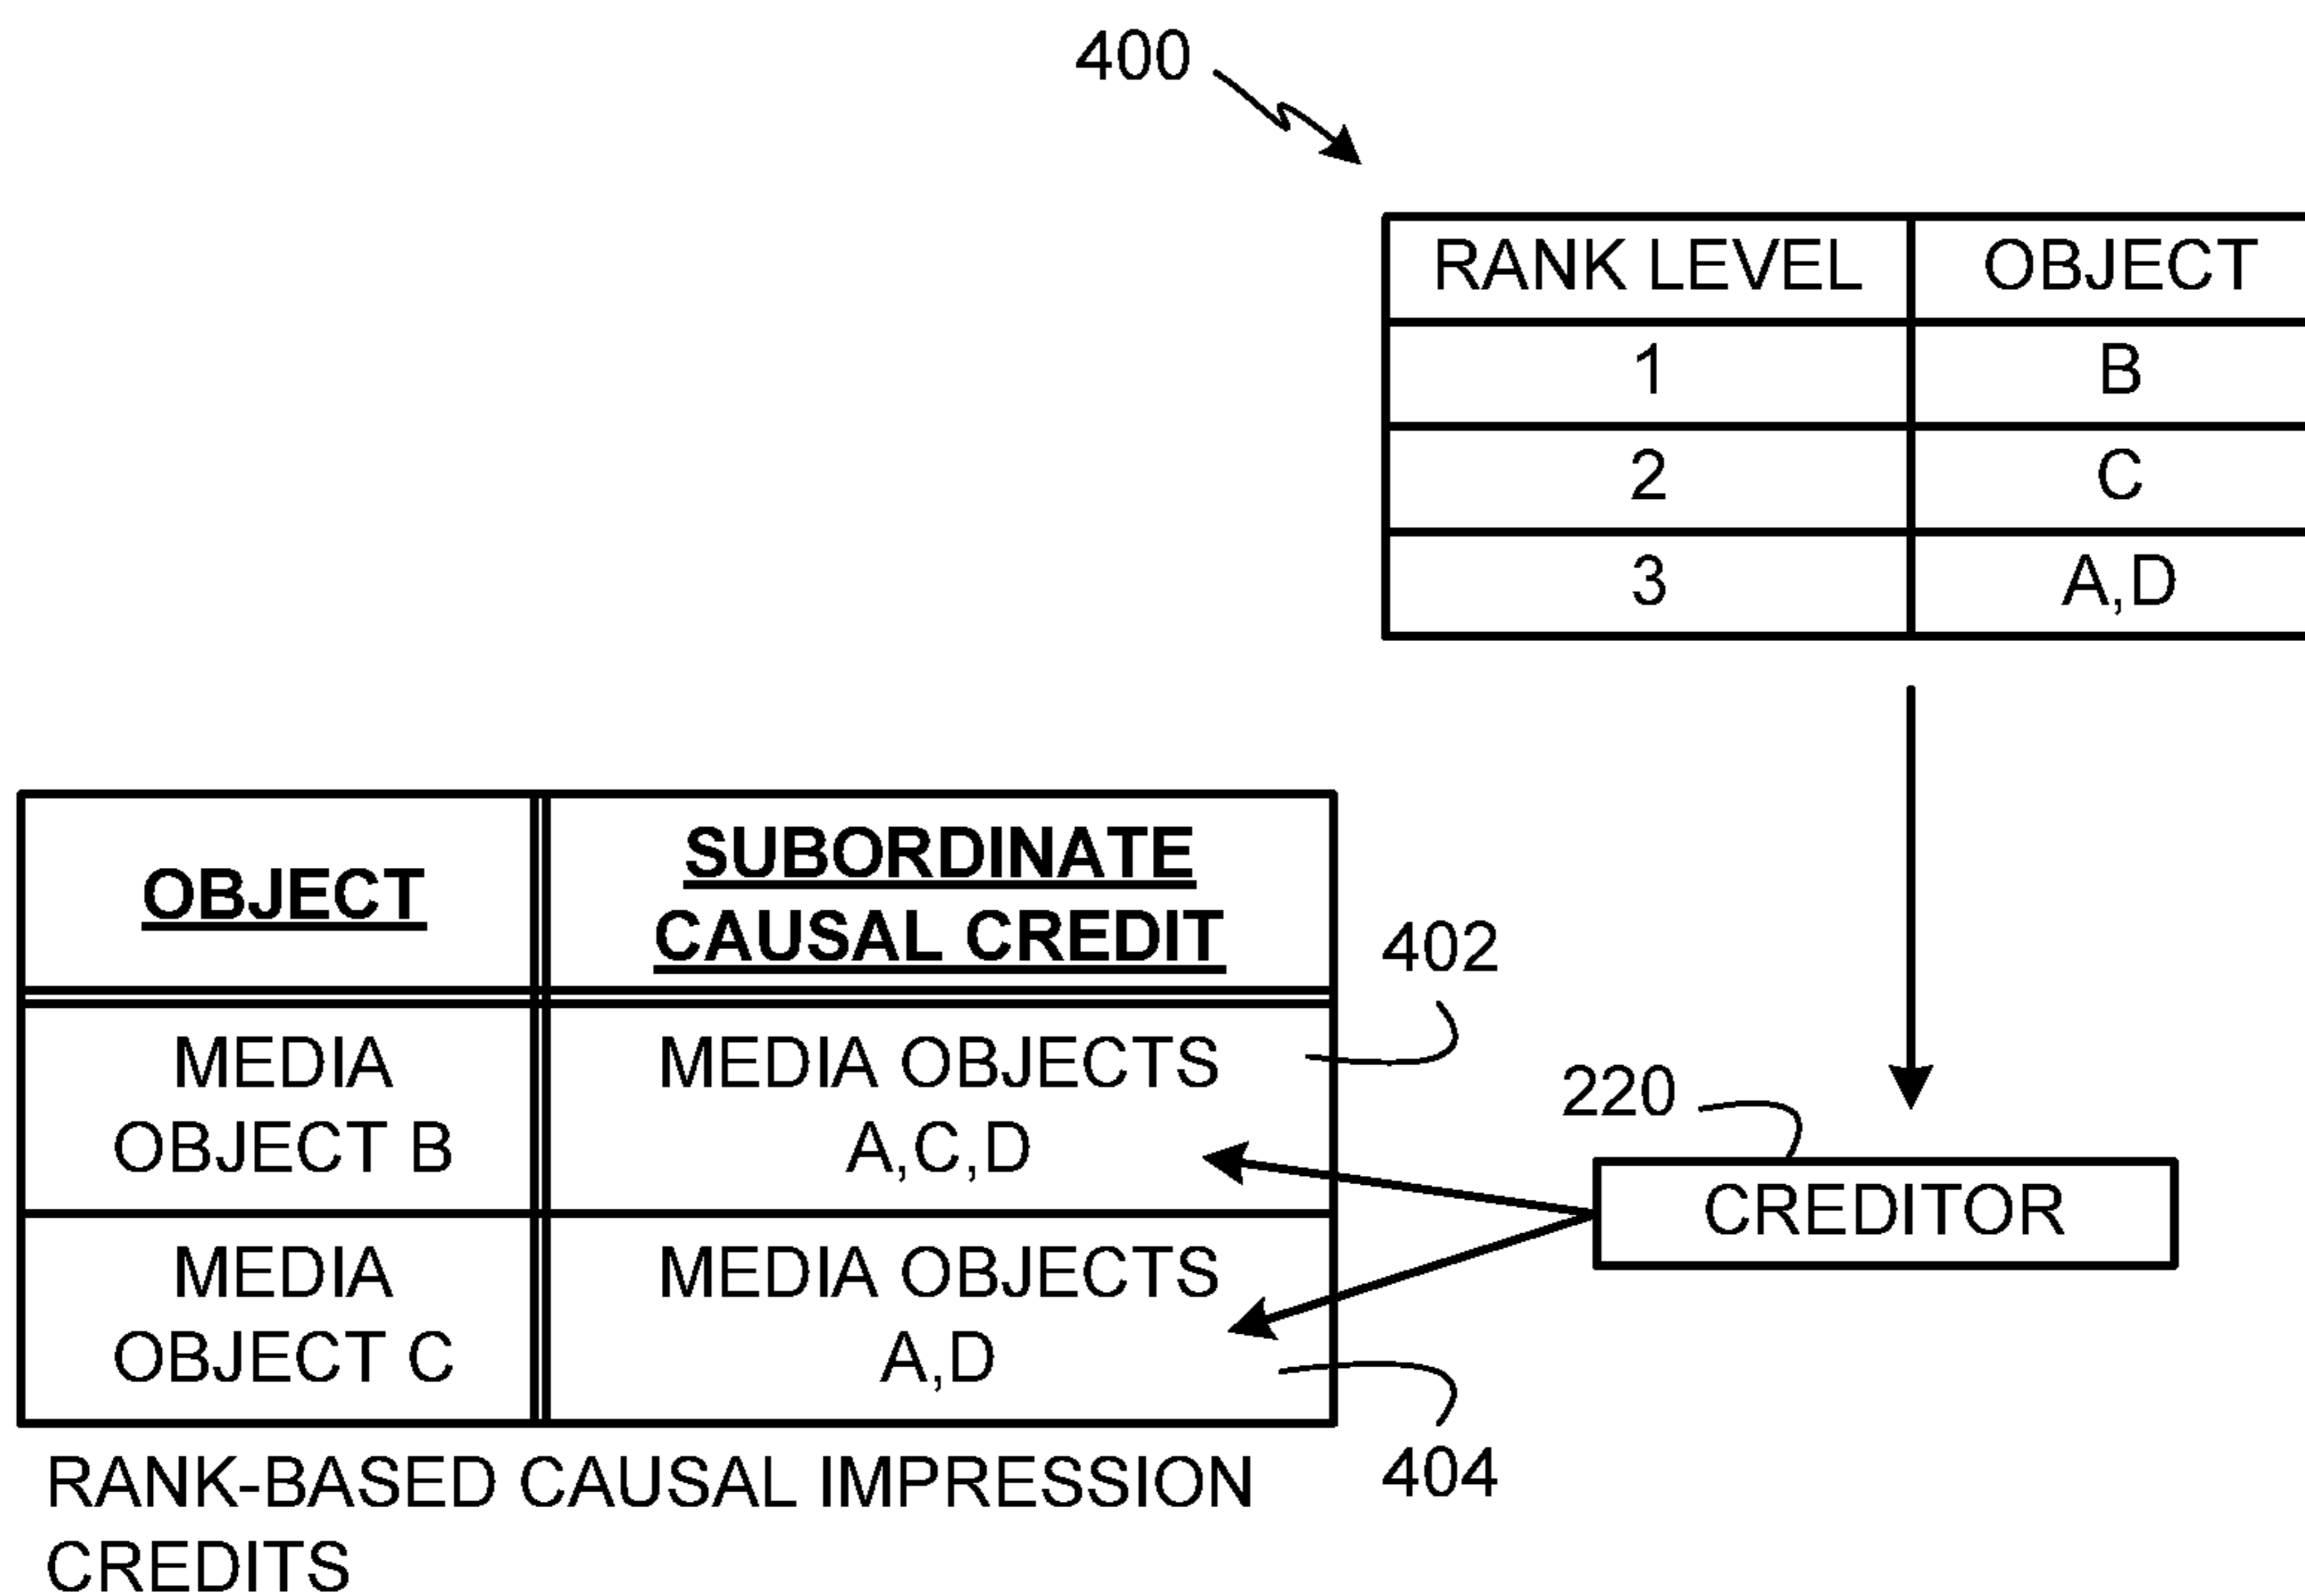 400
RANK LEVEL OBJECT
1 B
2 C
3 A,D
OBJECT
SUBORDINATE
CAUSAL CREDIT
402
MEDIA
OBJECT B
MEDIA OBJECTS
A,C,D
220
CREDITOR
MEDIA
OBJECT C
MEDIA OBJECTS
A,D
404
RANK-BASED CAUSAL IMPRESSION
CREDITS